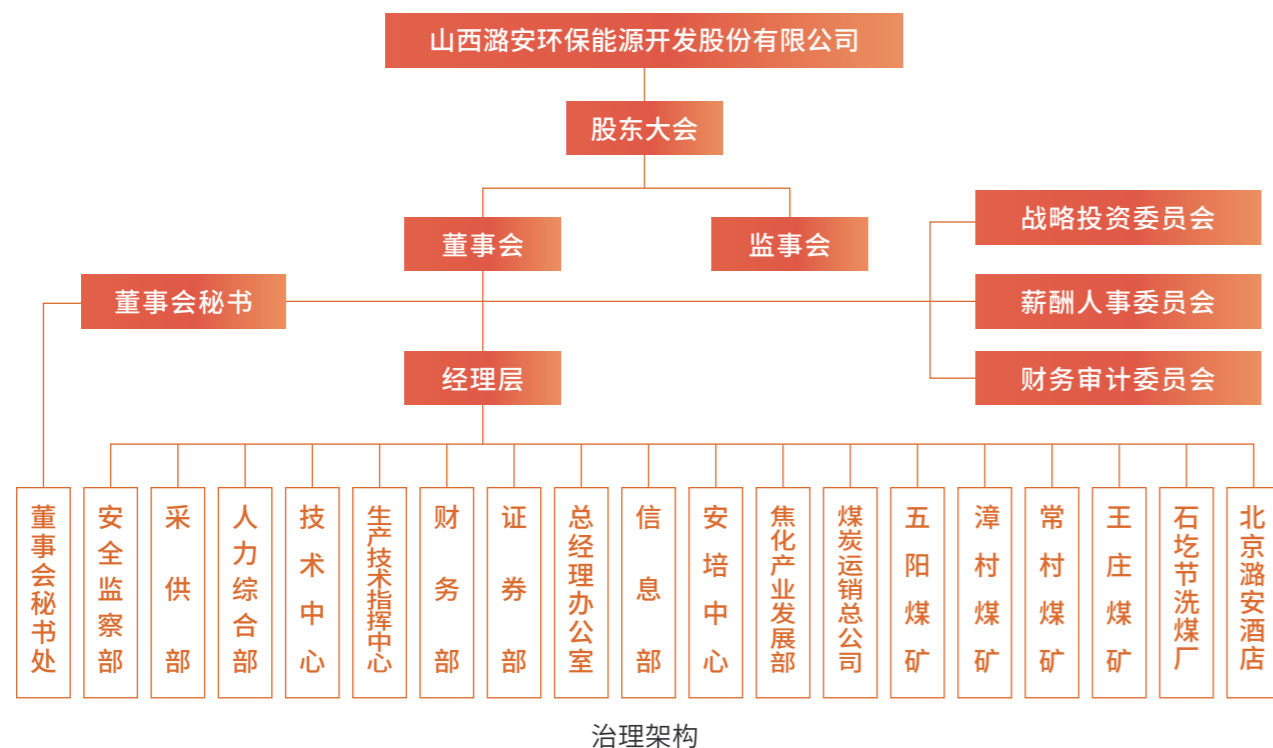 山西潞安环保能源开发股份有限公司
股东大会
董事会
监事会
战略投资委员会
董事会秘书
薪酬人事委员会
经理层
财务审计委员会
董事会秘书处
安全监察部
采供部
人力综合部
技术中心
生产技术指挥中心
财务部
证券部
总经理办公室
信息部
安培中心
焦化产业发展部
煤炭运销总公司
五阳煤矿
漳村煤矿
常村煤矿
王庄煤矿
石圪节洗煤厂
北京潞安酒店
治理架构